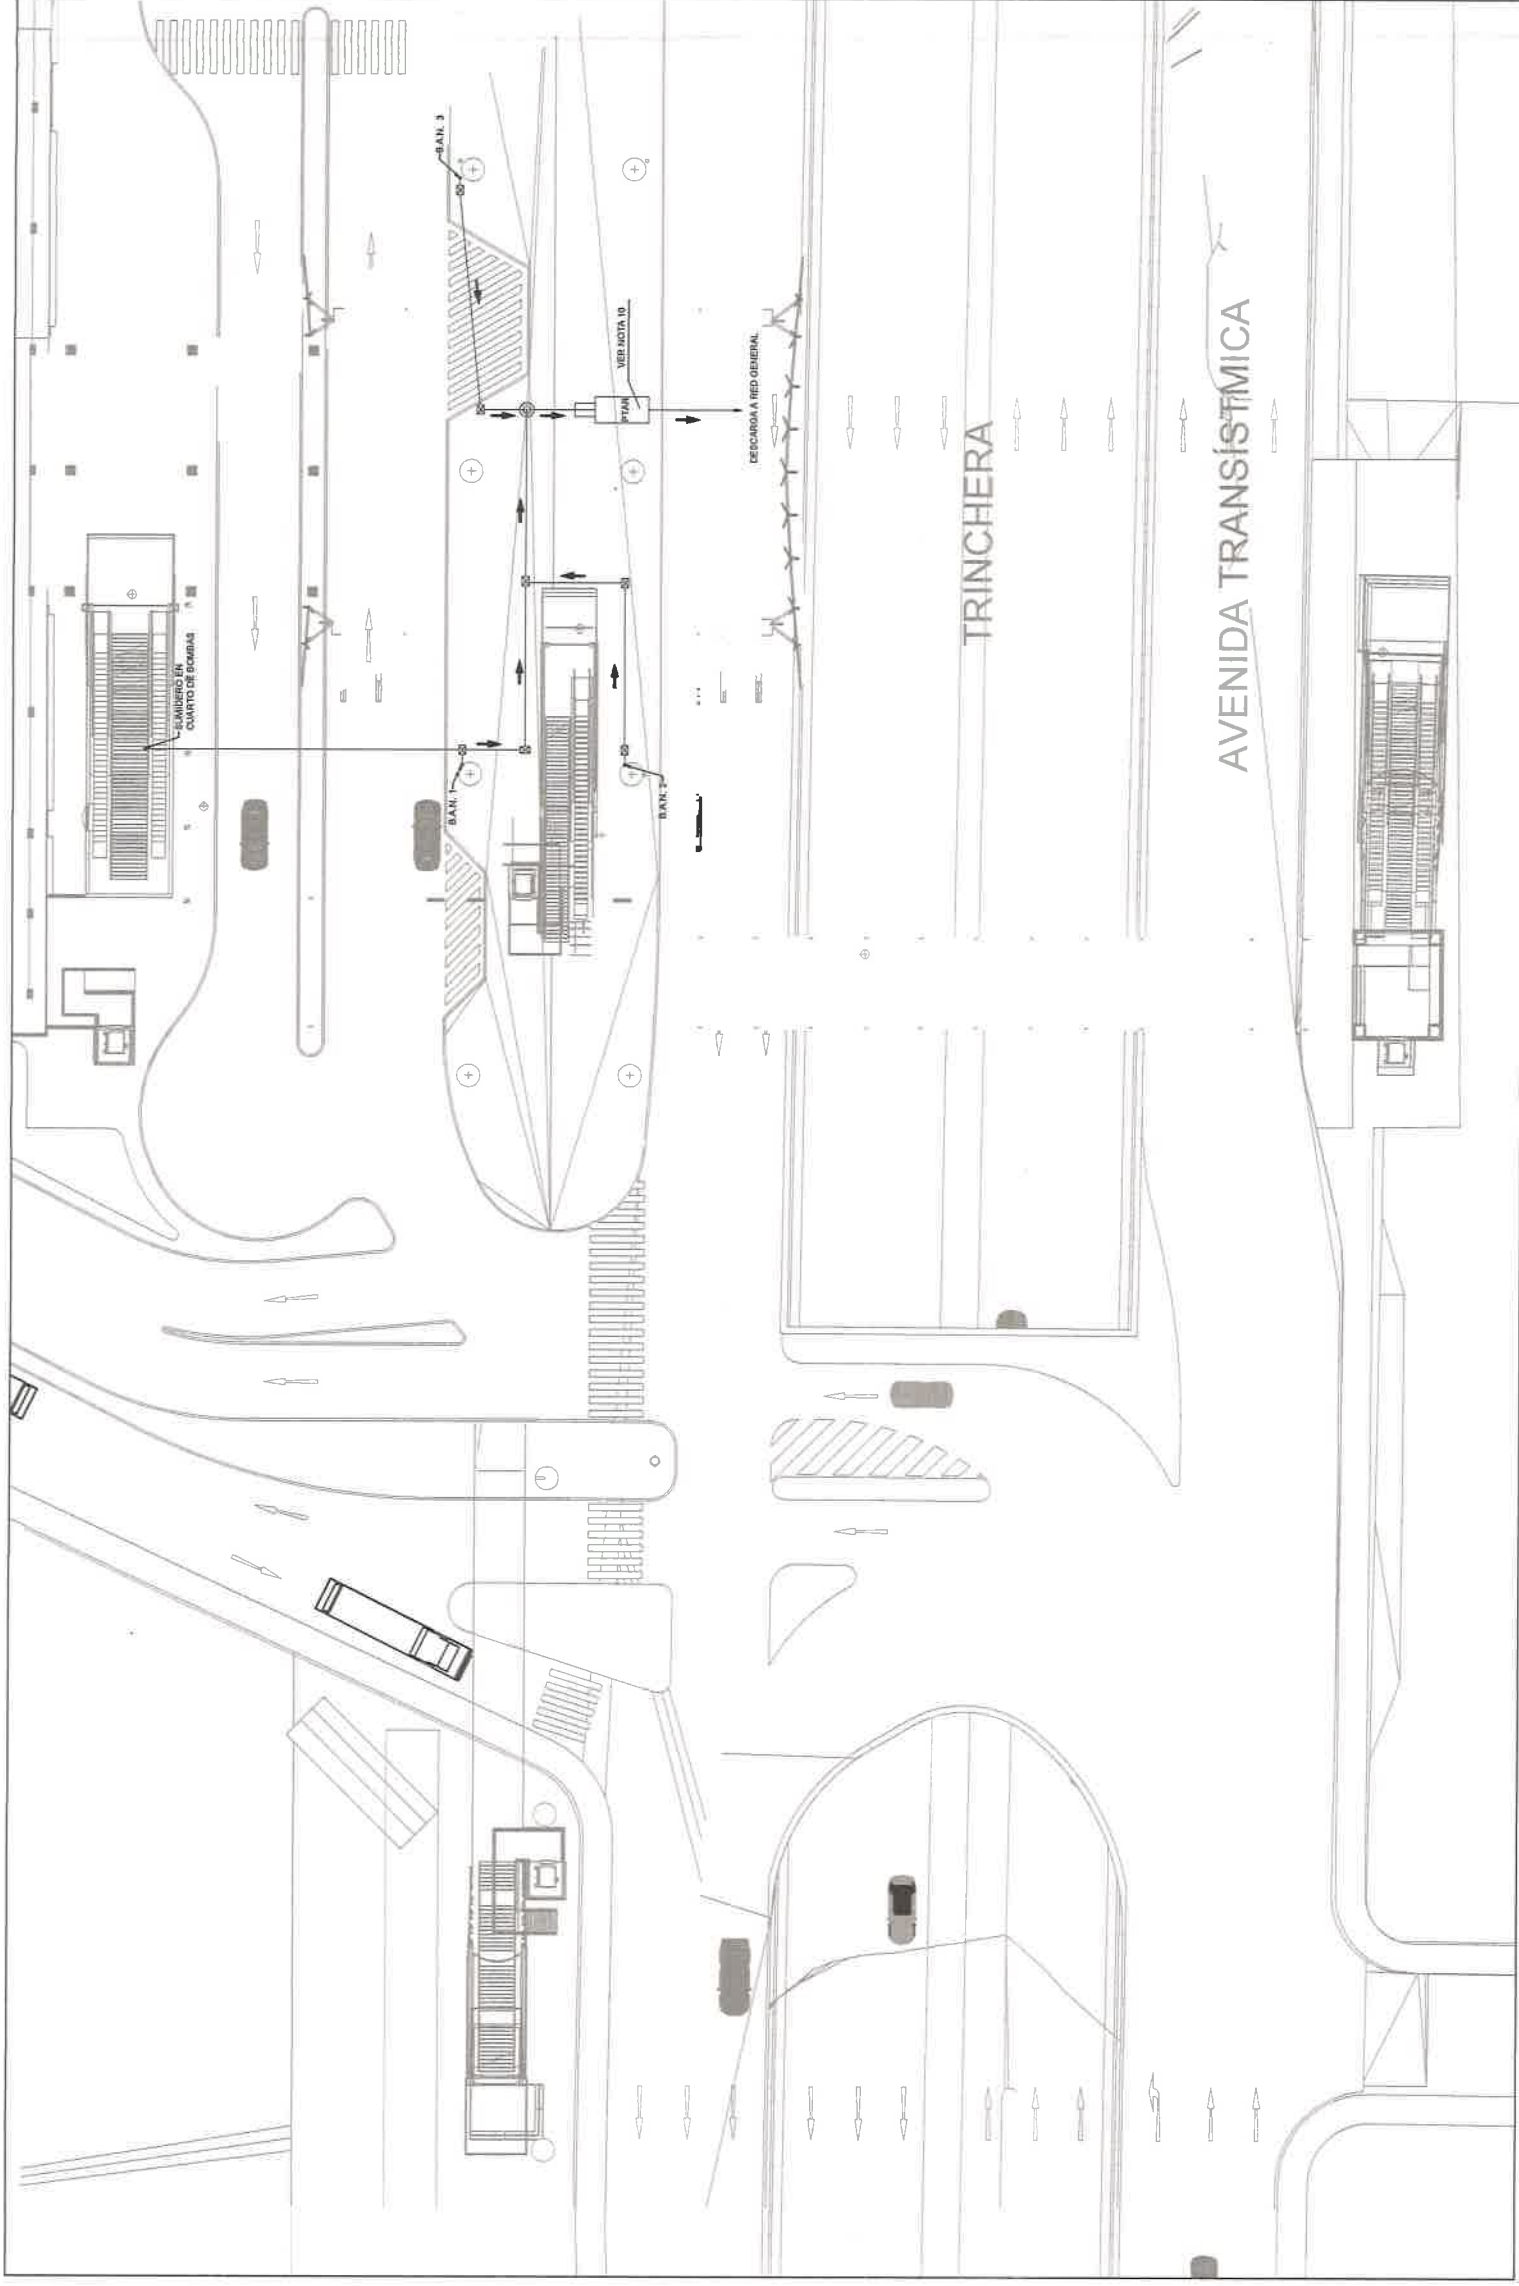 B.A.N. 3
VER NOTA 10
PTAR
DESCARGA A RED GENERAL
SUMIDERO EN
CUARTO DE BOMBAS
B.A.N. 1
B.A.N. 2
TRINCHERA
AVENIDA TRANSÍSTMICA